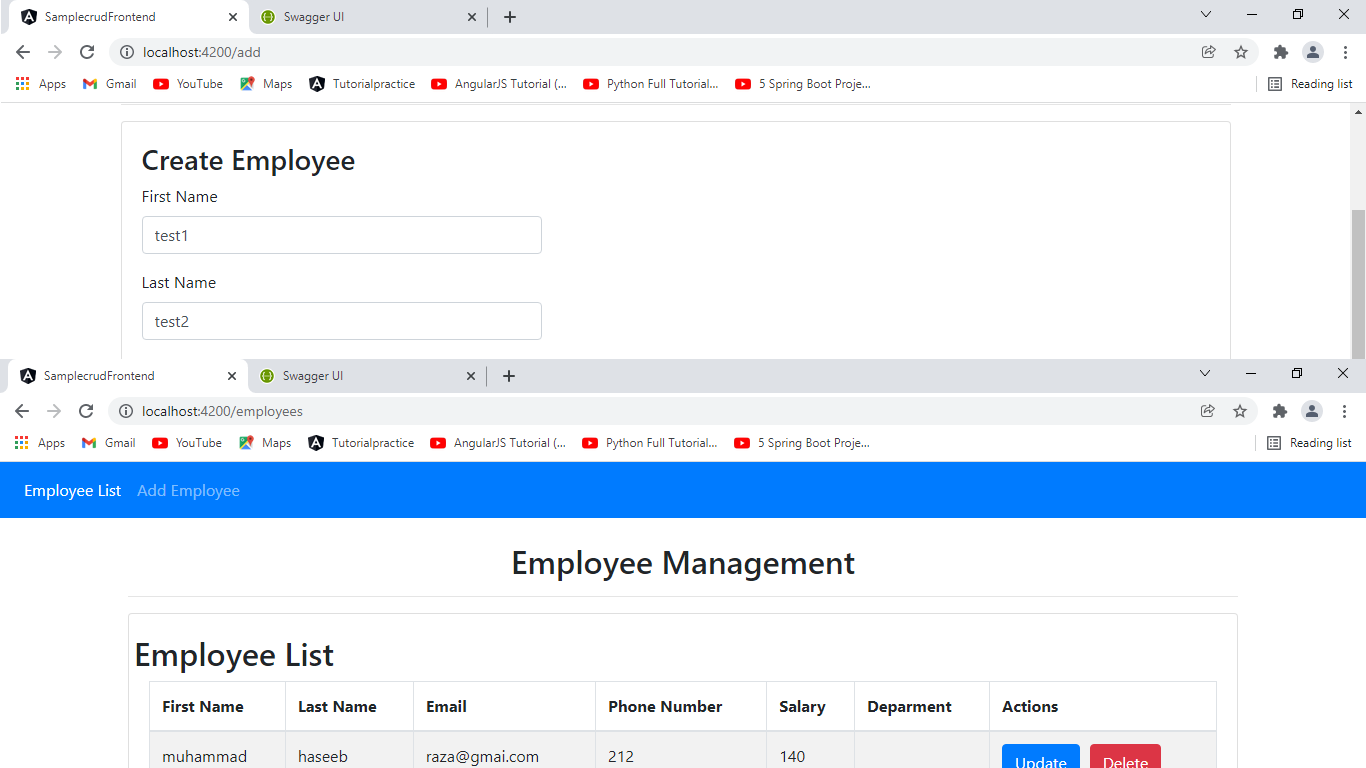 SamplecrudFrontend Swagger UI
localhost:4200/add
Apps Gmail YouTube Maps Tutorialpractice AngularJS Tutorial (... Python Full Tutorial... 5 Spring Boot Proje... Reading list
Create Employee
First Name
test1
Last Name
test2
SamplecrudFrontend Swagger UI
localhost:4200/employees
Apps Gmail YouTube Maps Tutorialpractice AngularJS Tutorial (... Python Full Tutorial... 5 Spring Boot Proje... Reading list
Employee List Add Employee
Employee Management
Employee List
First Name Last Name Email Phone Number Salary Deparment Actions
muhammad haseeb raza@gmai.com 212 140 Update Delete